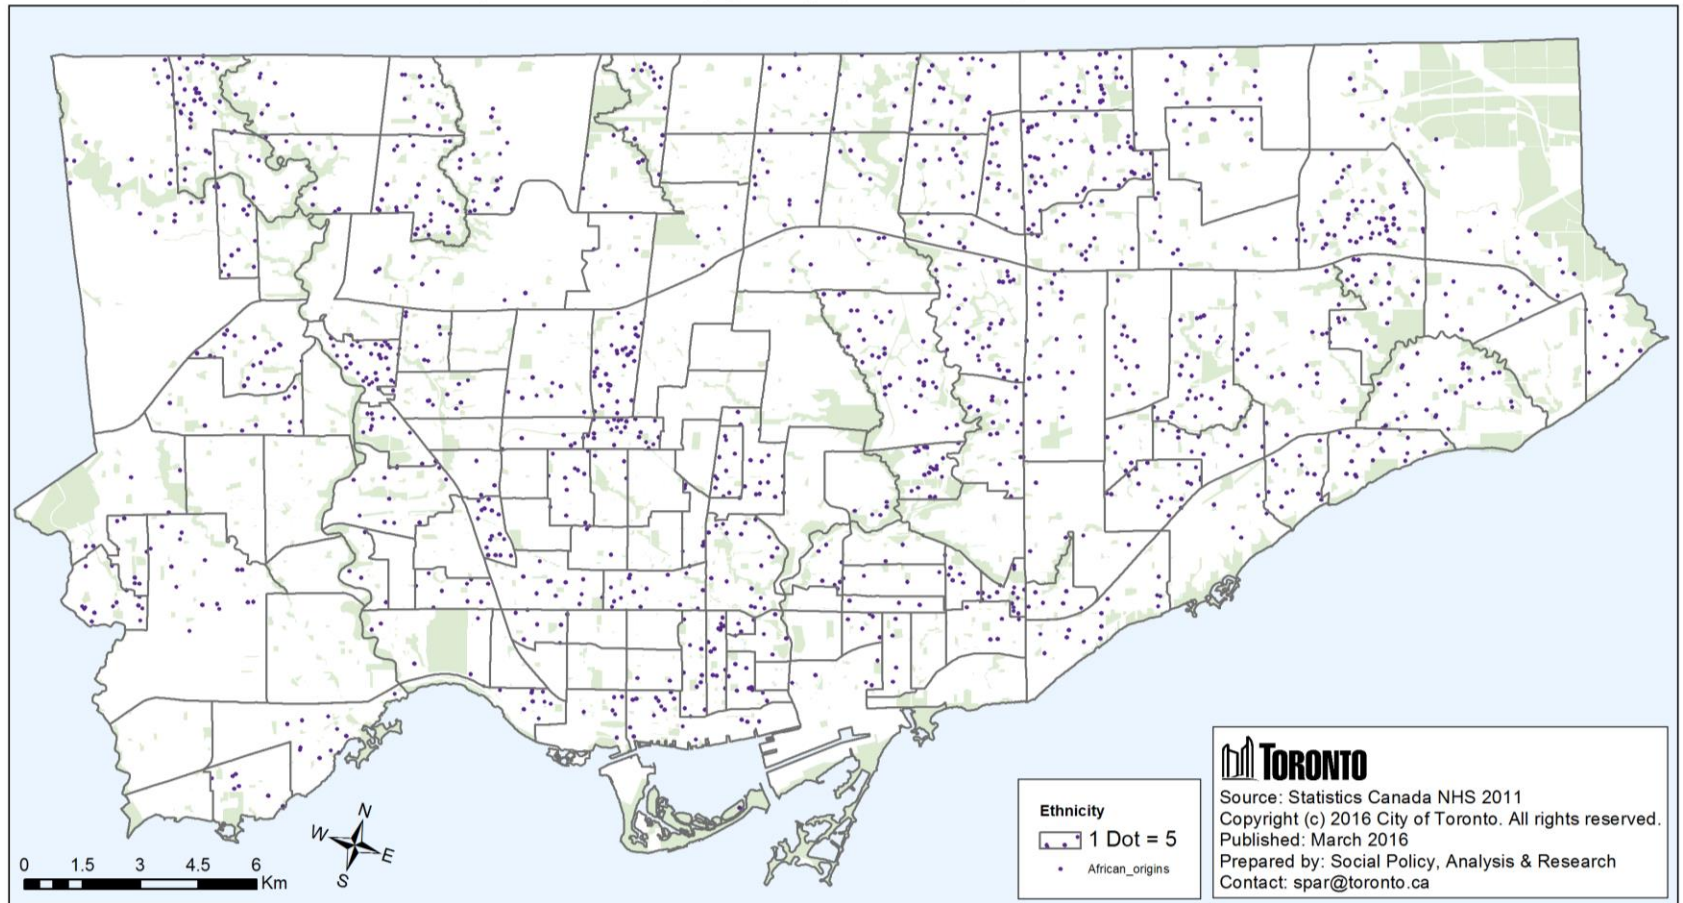 N
W
E
S
0 1.5 3 4.5 6
Km
Ethnicity
1 Dot = 5
African_origins
TORONTO
Source: Statistics Canada NHS 2011
Copyright (c) 2016 City of Toronto. All rights reserved.
Published: March 2016
Prepared by: Social Policy, Analysis & Research
Contact: spar@toronto.ca